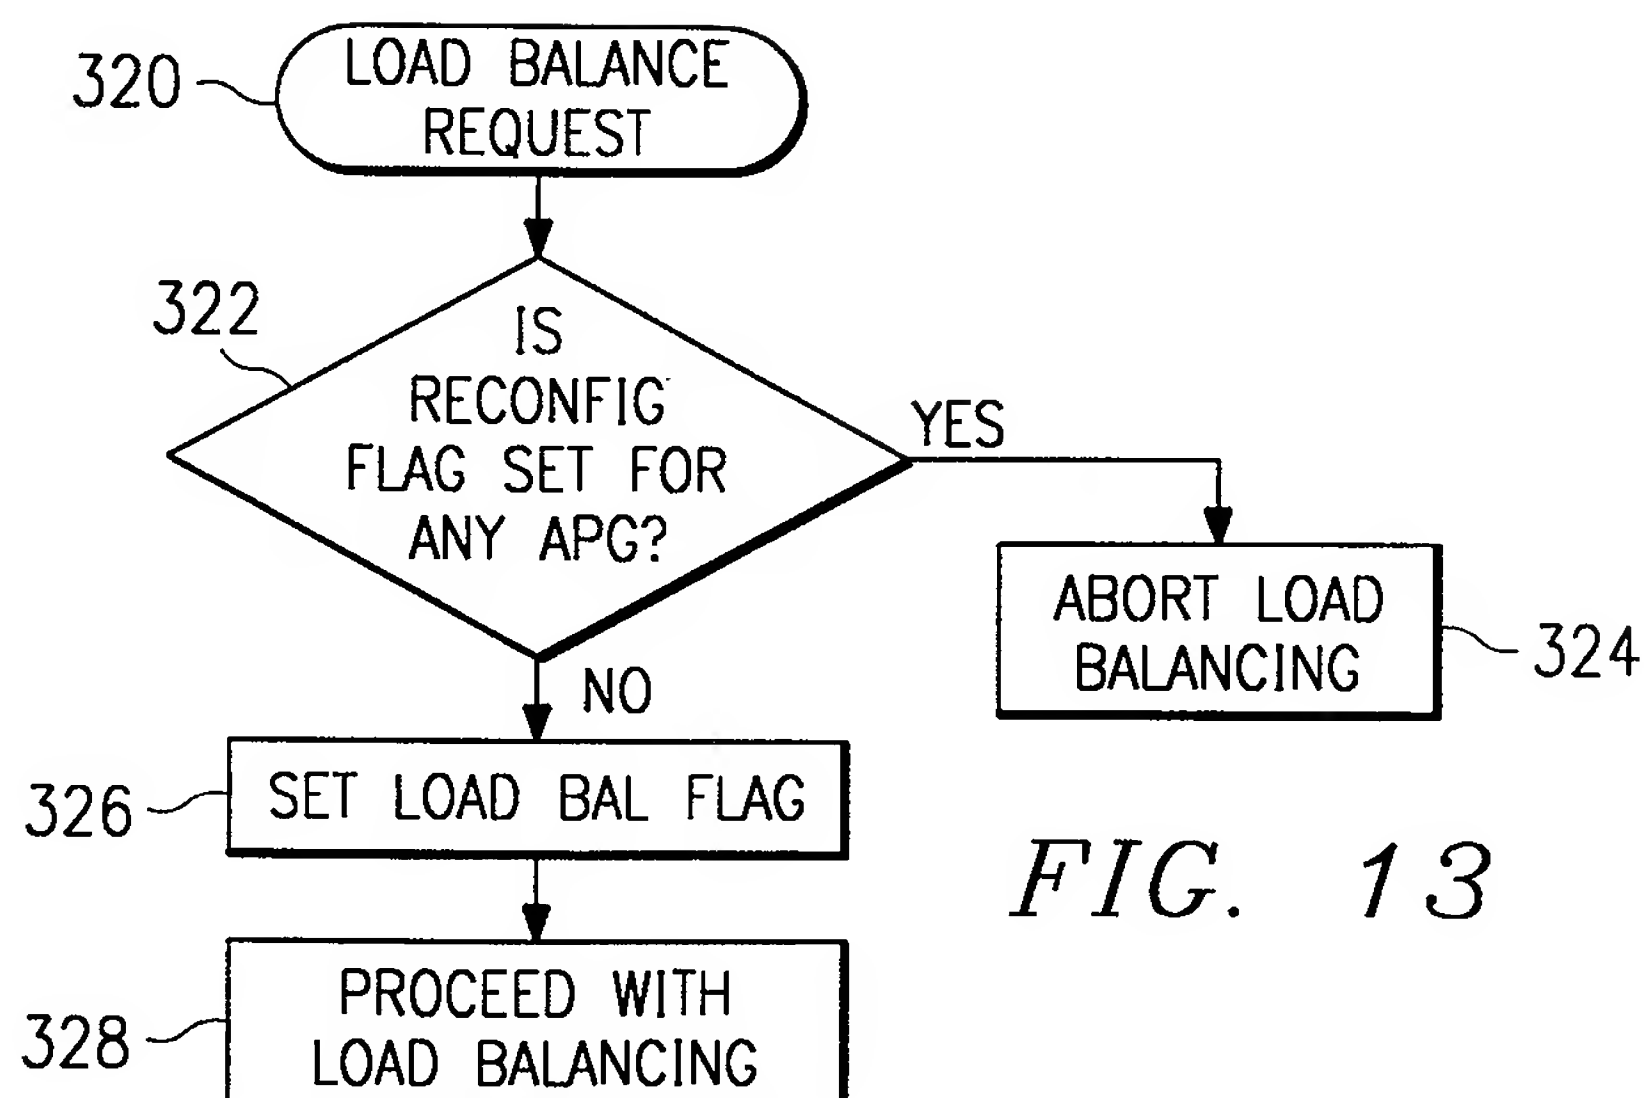 320
LOAD BALANCE
REQUEST
322
IS
RECONFIG
FLAG SET FOR
ANY APG?
YES
ABORT LOAD
BALANCING
324
NO
326
SET LOAD BAL FLAG
FIG. 13
328
PROCEED WITH
LOAD BALANCING